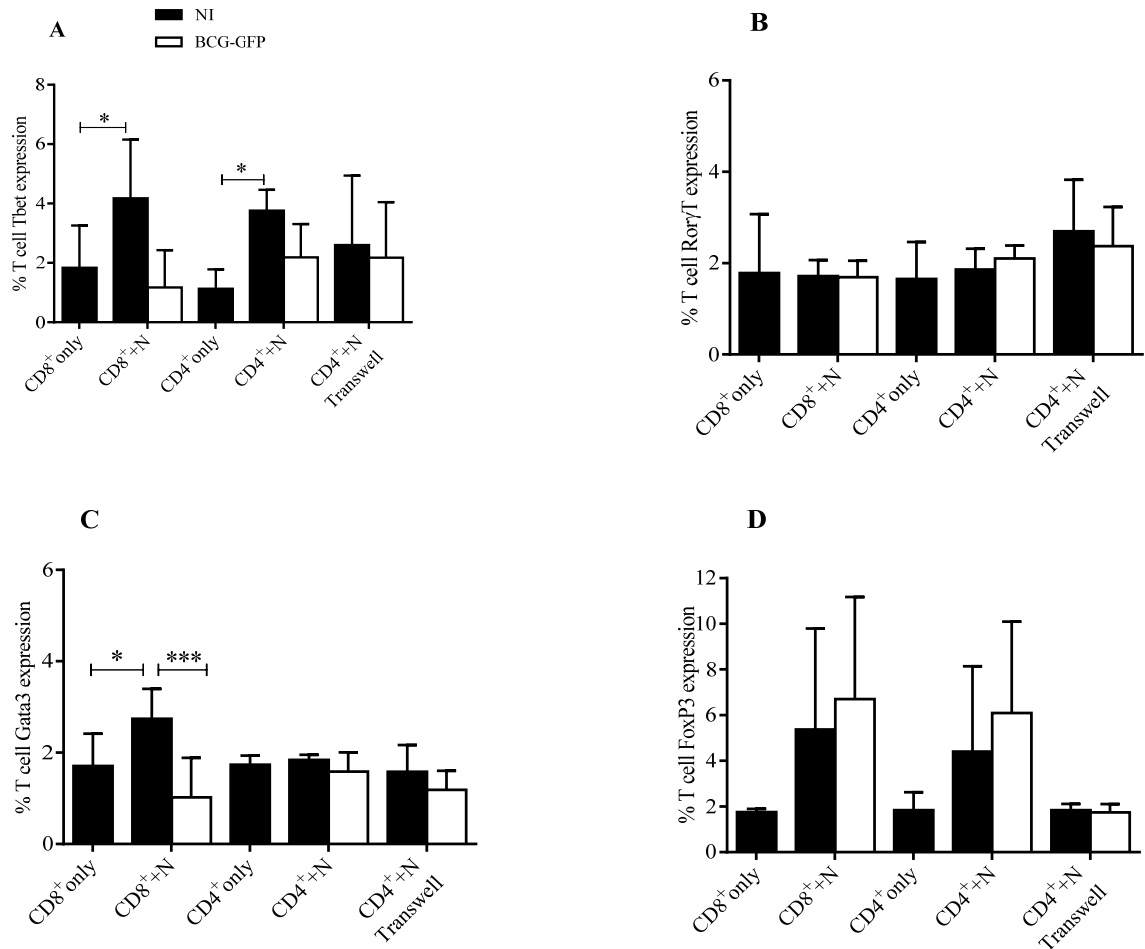 A
NI
BCG-GFP
% T cell Tbet expression
8
6
4
2
0
*
*
CD8⁺ only
CD8⁺+N
CD4⁺ only
CD4⁺+N
CD4⁺+N
Transwell
B
% T cell RorγT expression
6
4
2
0
CD8⁺ only
CD8⁺+N
CD4⁺ only
CD4⁺+N
CD4⁺+N
Transwell
C
% T cell Gata3 expression
6
4
2
0
*
***
CD8⁺ only
CD8⁺+N
CD4⁺ only
CD4⁺+N
CD4⁺+N
Transwell
D
% T cell FoxP3 expression
12
10
8
6
4
2
0
CD8⁺ only
CD8⁺+N
CD4⁺ only
CD4⁺+N
CD4⁺+N
Transwell